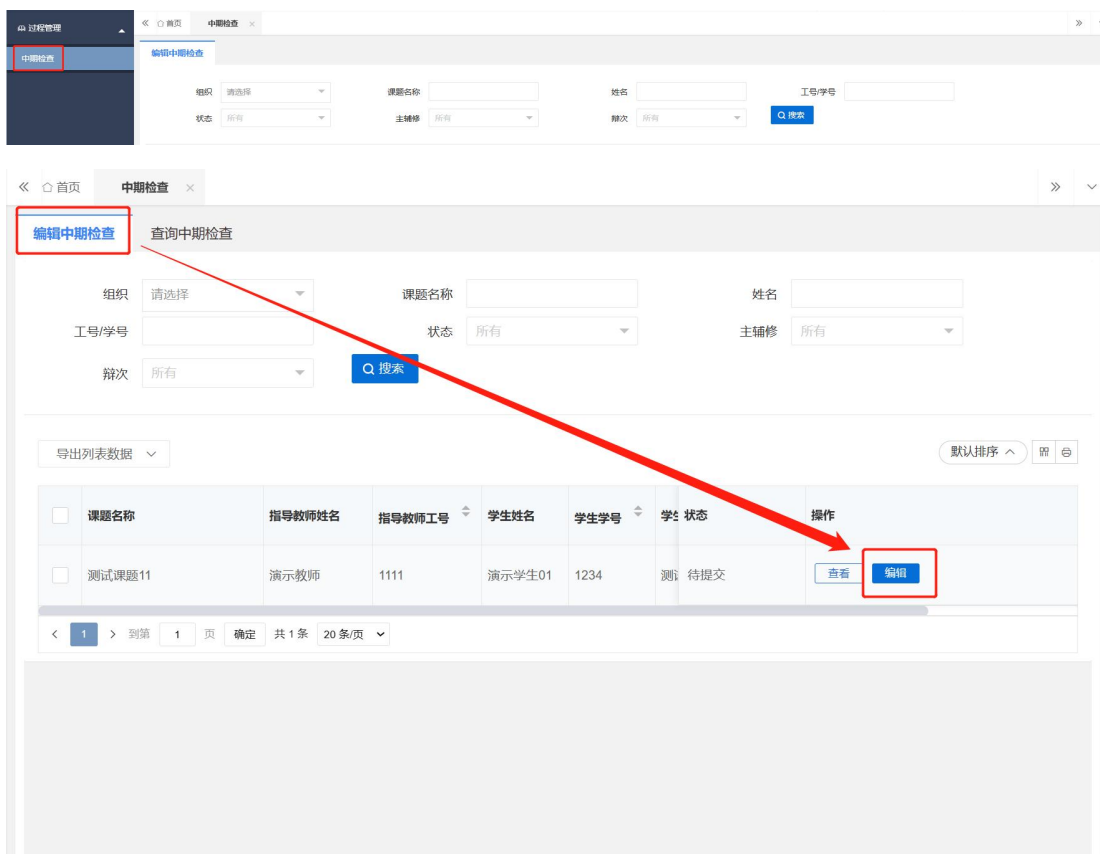 过程管理
首页 中期检查
中期检查
编辑中期检查
组织 请选择 课题名称 姓名 工号/学号
状态 所有 主辅修 所有 辩次 所有 搜索
首页 中期检查
编辑中期检查 查询中期检查
组织 请选择 课题名称 姓名
工号/学号 状态 所有 主辅修 所有
辩次 所有 搜索
导出列表数据 默认排序
课题名称 指导教师姓名 指导教师工号 学生姓名 学生学号 学生 状态 操作
测试课题11 演示教师 1111 演示学生01 1234 测试 待提交 查看 编辑
1 到第 1 页 确定 共 1 条 20 条/页